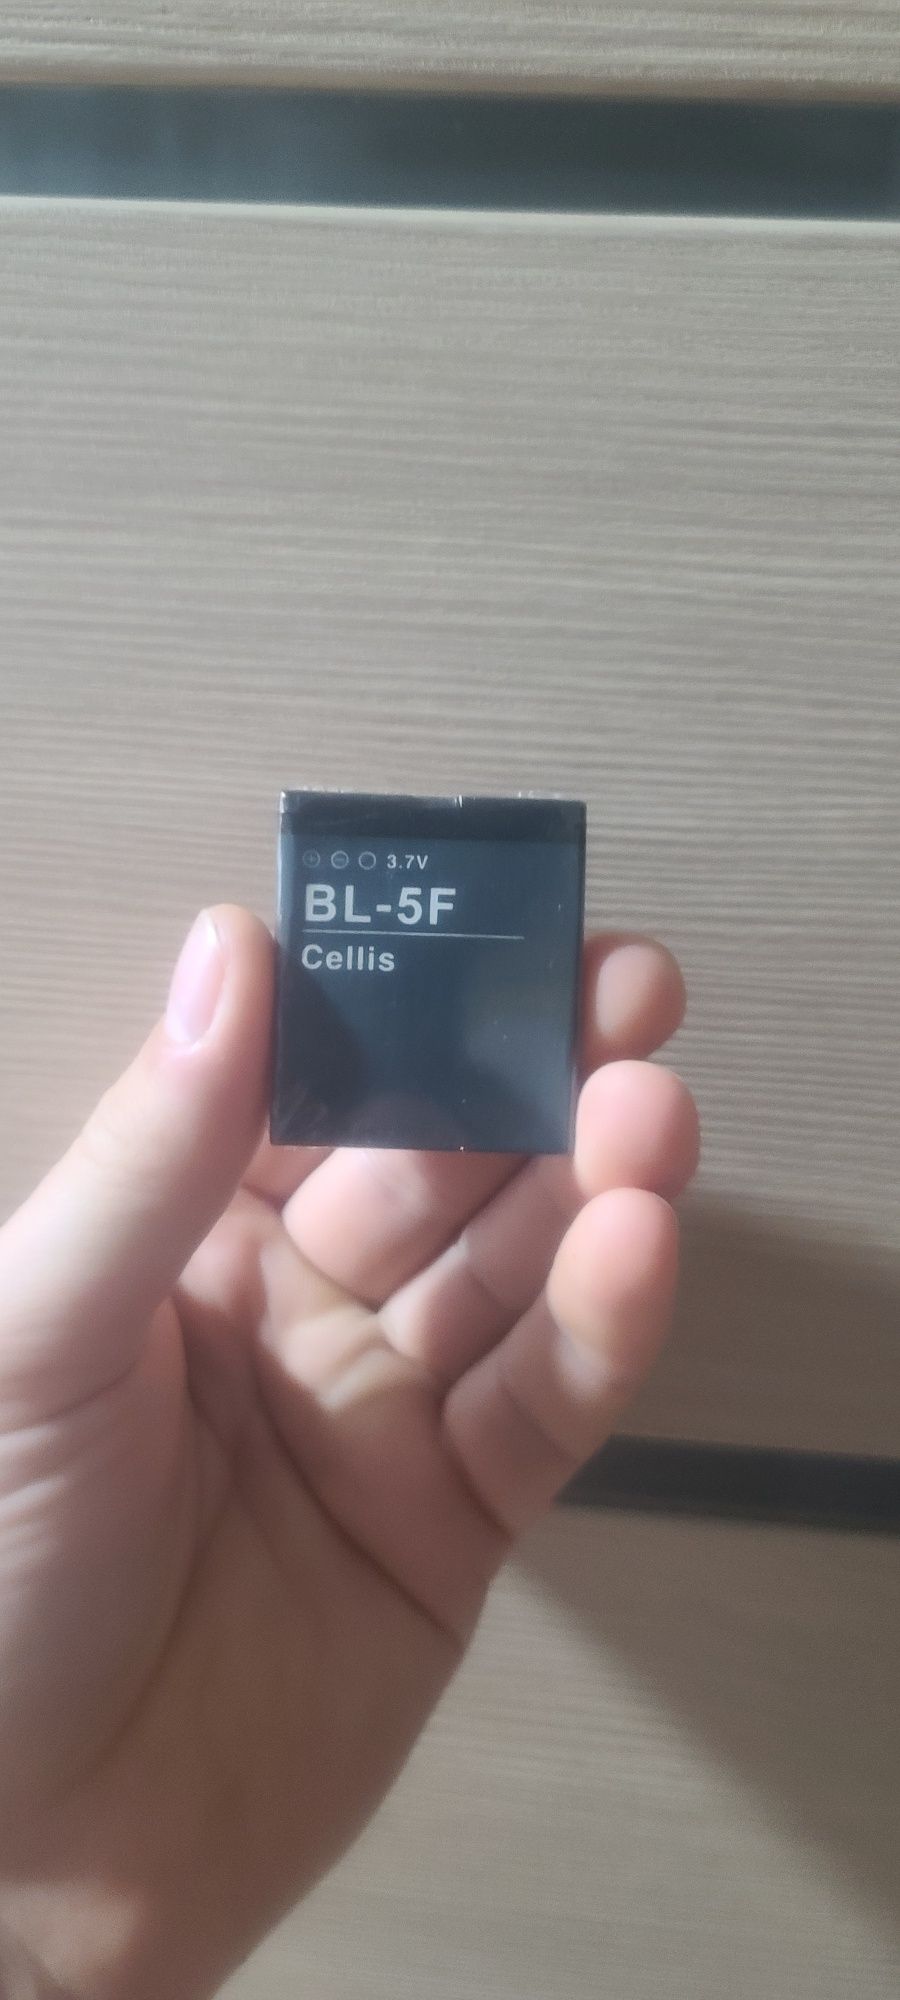 ⊕ ⊖ ○ 3.7V
BL-5F
Cellis